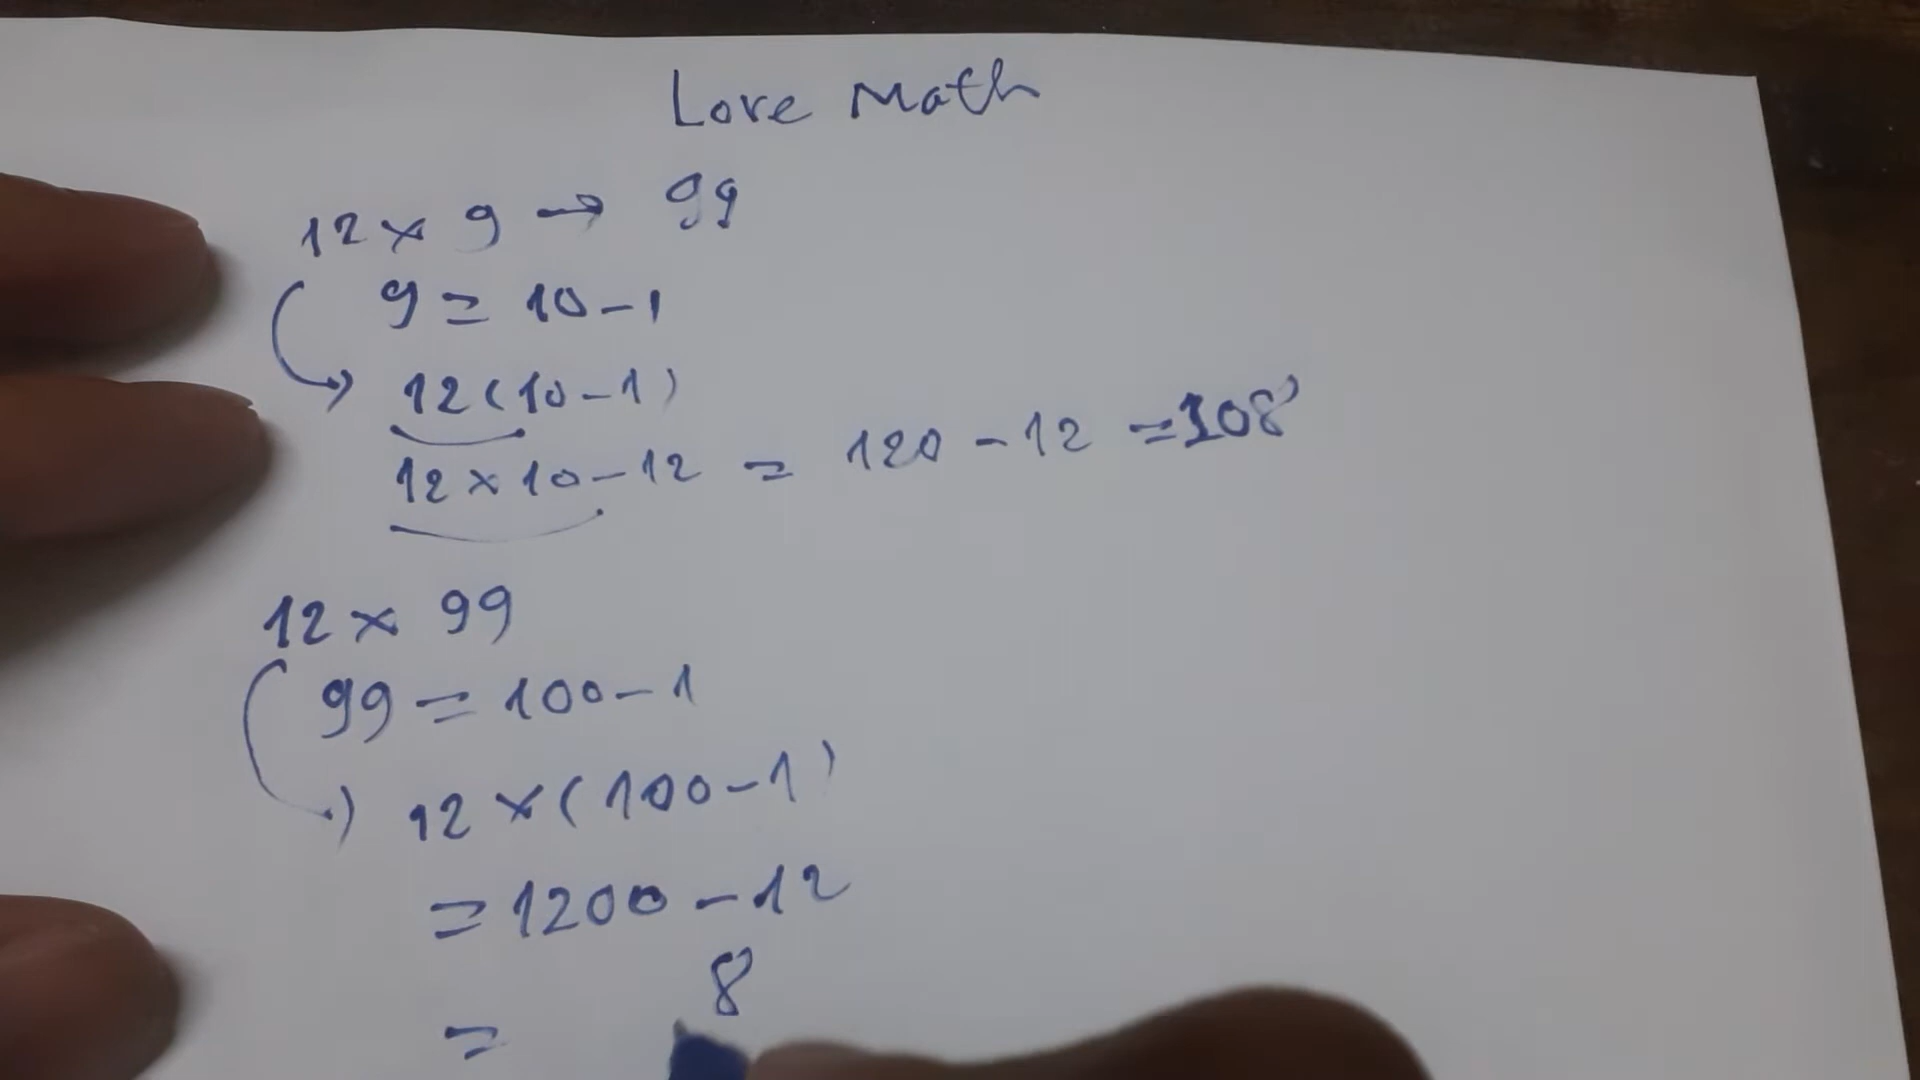 Love Math
12 × 9 → 99
9 = 10 - 1
12 (10 - 1)
12 × 10 - 12 = 120 - 12 = 108
12 × 99
99 = 100 - 1
12 × (100 - 1)
= 1200 - 12
= 8